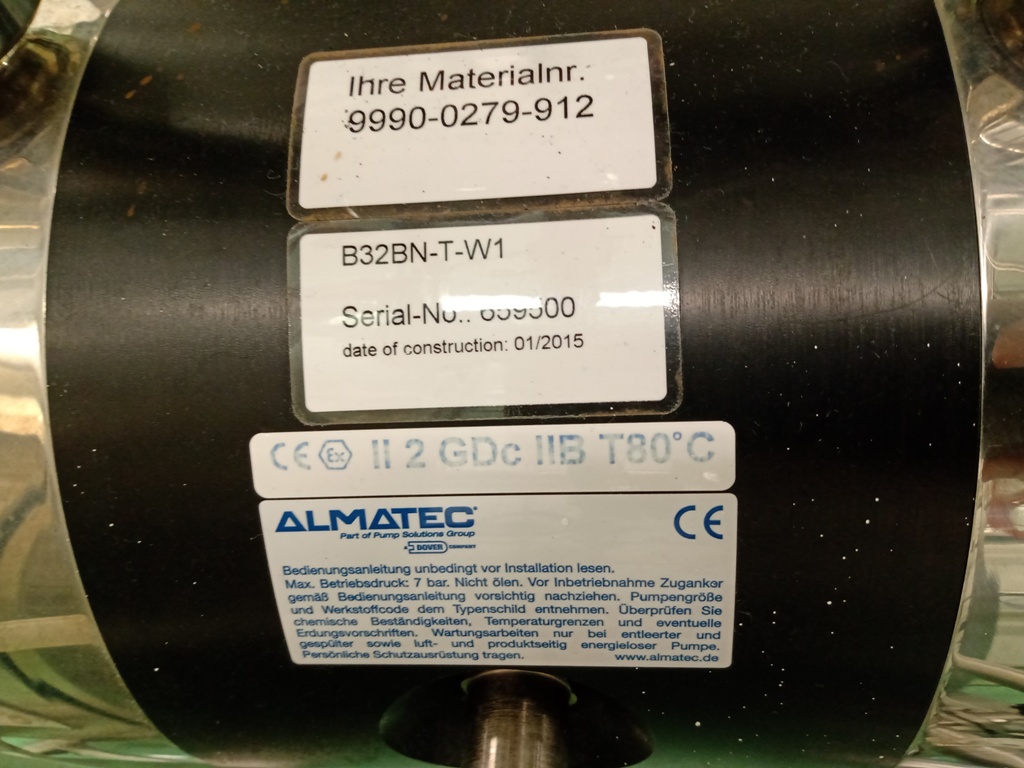 Ihre Materialnr.
9990-0279-912
B32BN-T-W1
Serial-No.: 659500
date of construction: 01/2015
CE Ex II 2 GDc IIB T80°C
ALMATEC
CE
Part of Pump Solutions Group
A DOVER COMPANY
Bedienungsanleitung unbedingt vor Installation lesen.
Max. Betriebsdruck: 7 bar. Nicht ölen. Vor Inbetriebnahme Zuganker
gemäß Bedienungsanleitung vorsichtig nachziehen. Pumpengröße
und Werkstoffcode dem Typenschild entnehmen. Überprüfen Sie
chemische Beständigkeiten, Temperaturgrenzen und eventuelle
Erdungsvorschriften. Wartungsarbeiten nur bei entleerter und
gespülter sowie luft- und produktseitig energieloser Pumpe.
Persönliche Schutzausrüstung tragen. www.almatec.de